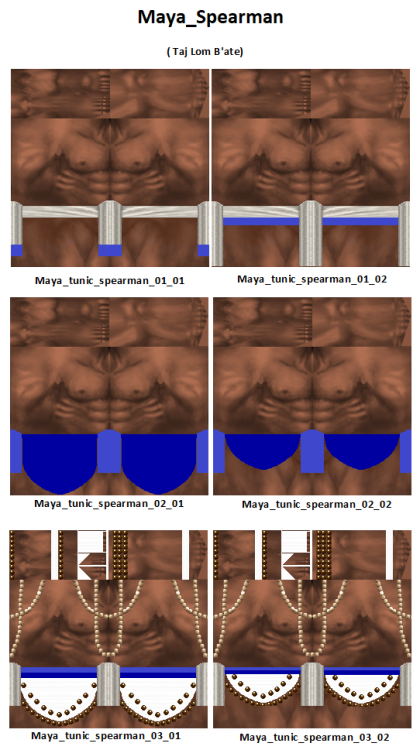 Maya_Spearman
( Taj Lom B'ate)
Maya_tunic_spearman_01_01
Maya_tunic_spearman_01_02
Maya_tunic_spearman_02_01
Maya_tunic_spearman_02_02
Maya_tunic_spearman_03_01
Maya_tunic_spearman_03_02